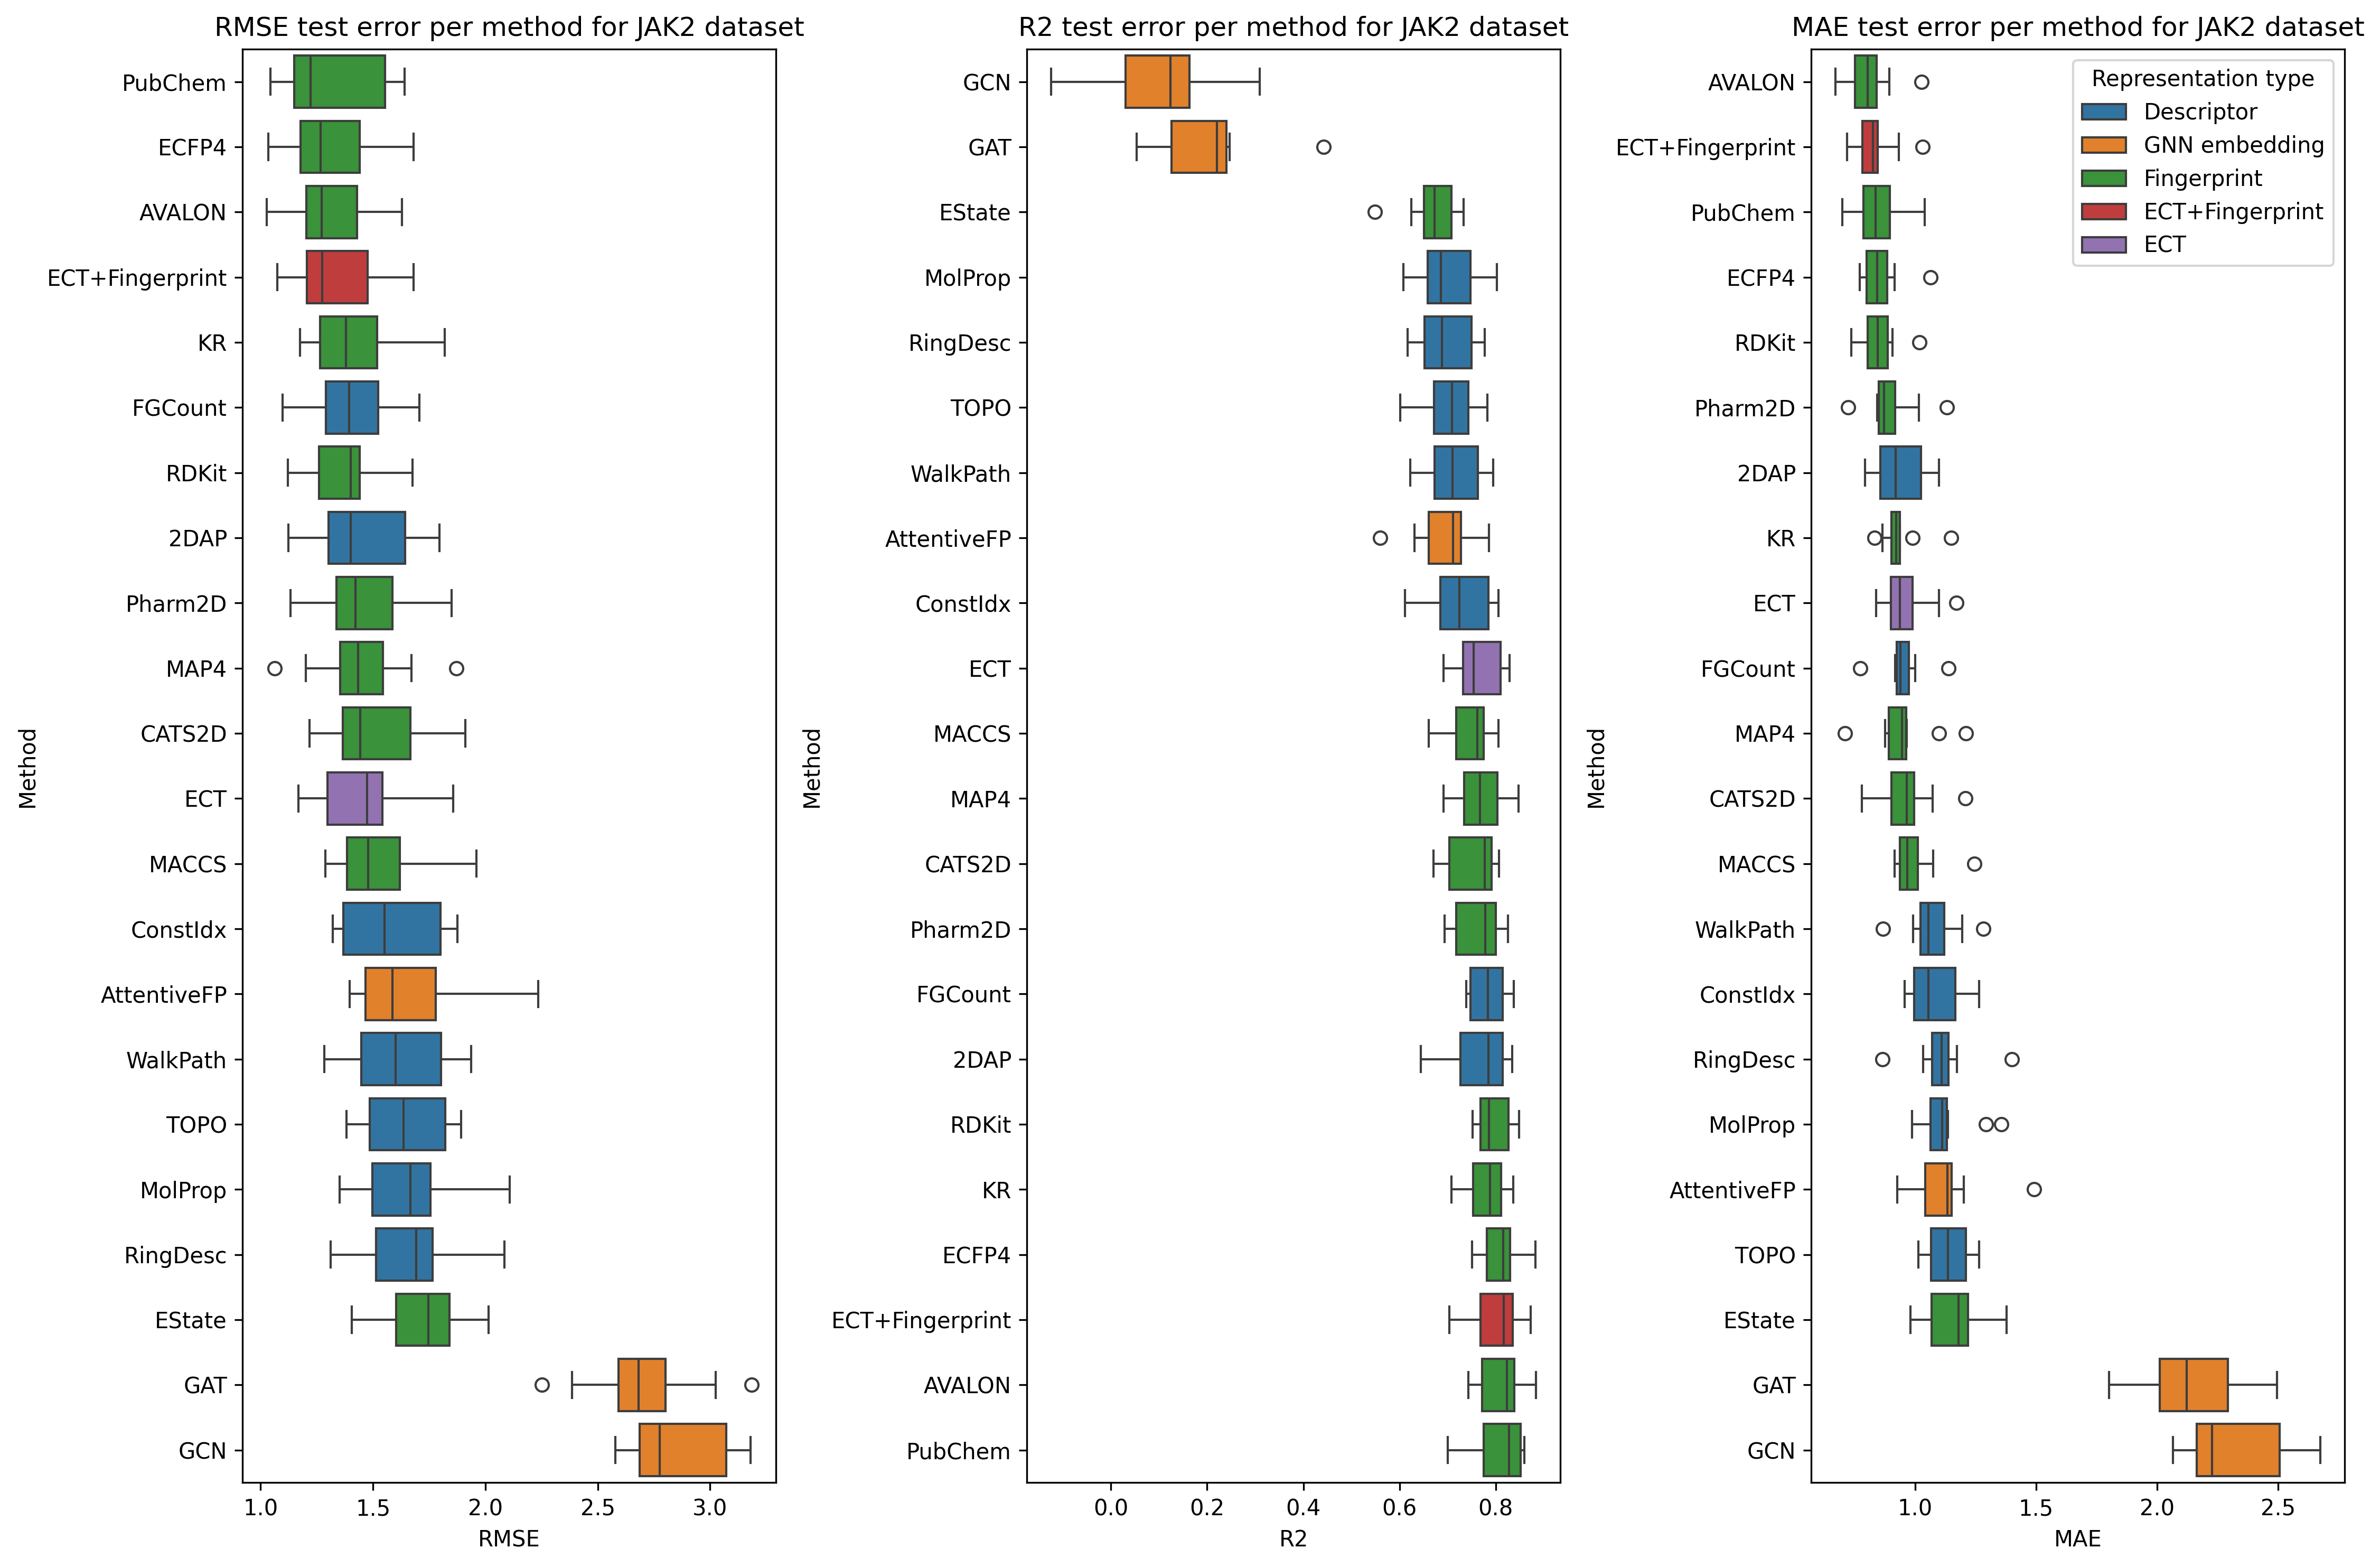 RMSE test error per method for JAK2 dataset
Method
PubChem
ECFP4
AVALON
ECT+Fingerprint
KR
FGCount
RDKit
2DAP
Pharm2D
MAP4
CATS2D
ECT
MACCS
ConstIdx
AttentiveFP
WalkPath
TOPO
MolProp
RingDesc
EState
GAT
GCN
1.0 1.5 2.0 2.5 3.0
RMSE
R2 test error per method for JAK2 dataset
Method
GCN
GAT
EState
MolProp
RingDesc
TOPO
WalkPath
AttentiveFP
ConstIdx
ECT
MACCS
MAP4
CATS2D
Pharm2D
FGCount
2DAP
RDKit
KR
ECFP4
ECT+Fingerprint
AVALON
PubChem
0.0 0.2 0.4 0.6 0.8
R2
MAE test error per method for JAK2 dataset
Method
AVALON
ECT+Fingerprint
PubChem
ECFP4
RDKit
Pharm2D
2DAP
KR
ECT
FGCount
MAP4
CATS2D
MACCS
WalkPath
ConstIdx
RingDesc
MolProp
AttentiveFP
TOPO
EState
GAT
GCN
1.0 1.5 2.0 2.5
MAE
Representation type
Descriptor
GNN embedding
Fingerprint
ECT+Fingerprint
ECT